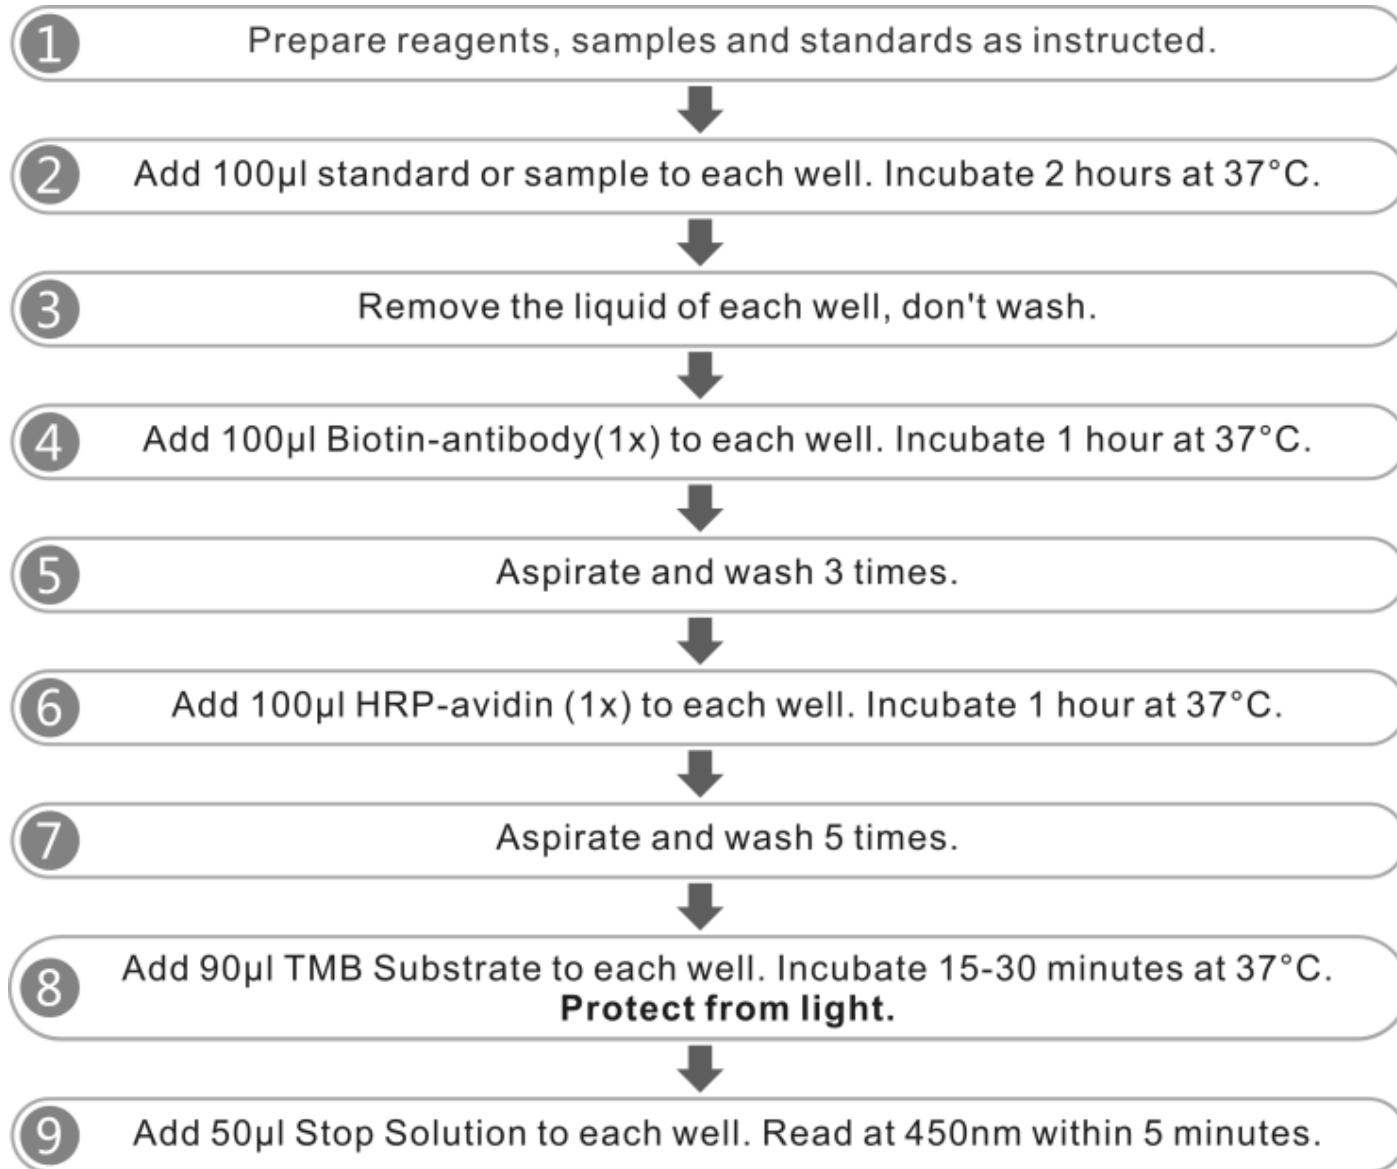 1 Prepare reagents, samples and standards as instructed.
2 Add 100µl standard or sample to each well. Incubate 2 hours at 37°C.
3 Remove the liquid of each well, don't wash.
4 Add 100µl Biotin-antibody(1x) to each well. Incubate 1 hour at 37°C.
5 Aspirate and wash 3 times.
6 Add 100µl HRP-avidin (1x) to each well. Incubate 1 hour at 37°C.
7 Aspirate and wash 5 times.
8 Add 90µl TMB Substrate to each well. Incubate 15-30 minutes at 37°C.
Protect from light.
9 Add 50µl Stop Solution to each well. Read at 450nm within 5 minutes.